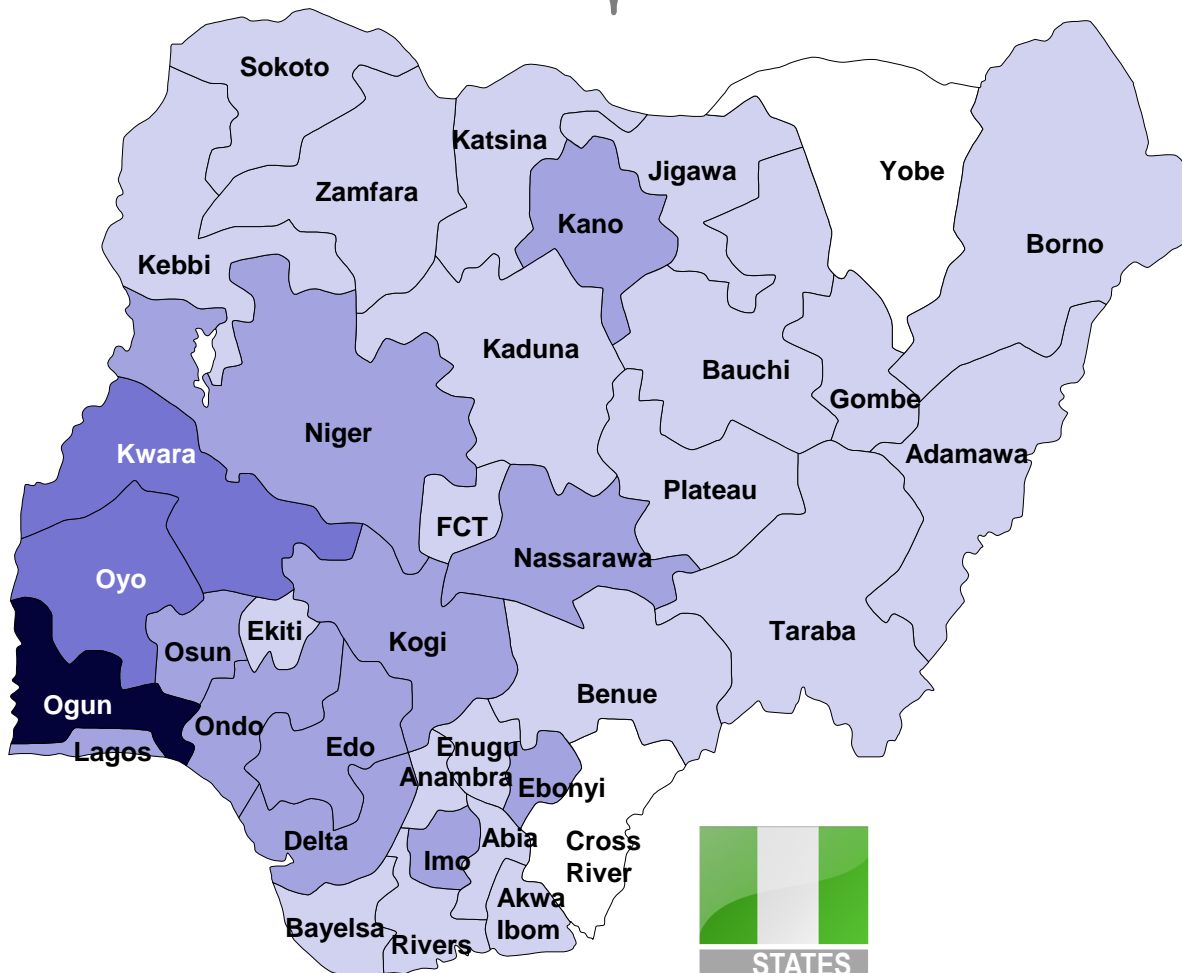 Sokoto
Katsina
Jigawa
Yobe
Zamfara
Kano
Borno
Kebbi
Kaduna
Bauchi
Gombe
Niger
Kwara
Adamawa
Plateau
FCT
Nassarawa
Oyo
Ekiti
Taraba
Osun
Kogi
Benue
Ogun
Ondo
Edo
Enugu
Lagos
Anambra
Ebonyi
Delta
Abia
Cross
River
Imo
Akwa
Ibom
Bayelsa
Rivers
STATES